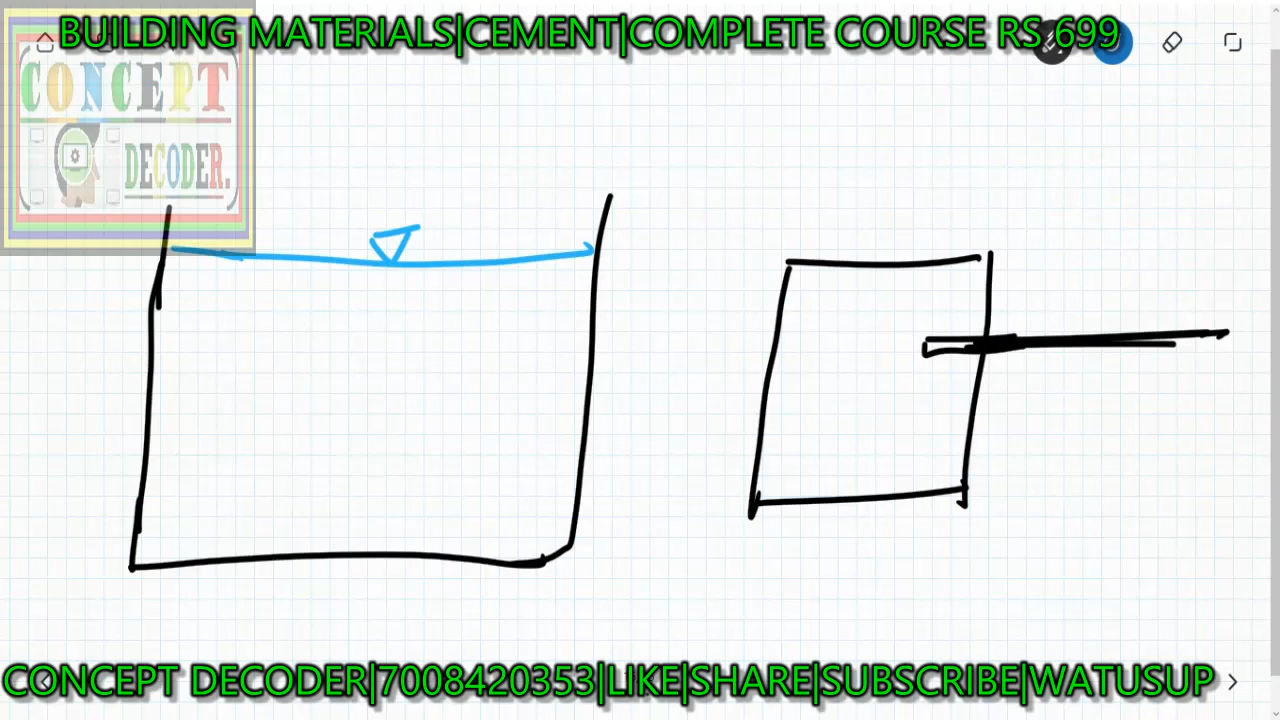 BUILDING MATERIALS|CEMENT|COMPLETE COURSE RS 699
CONCEPT
DECODER.
CONCEPT DECODER|7008420353|LIKE|SHARE|SUBSCRIBE|WATUSUP